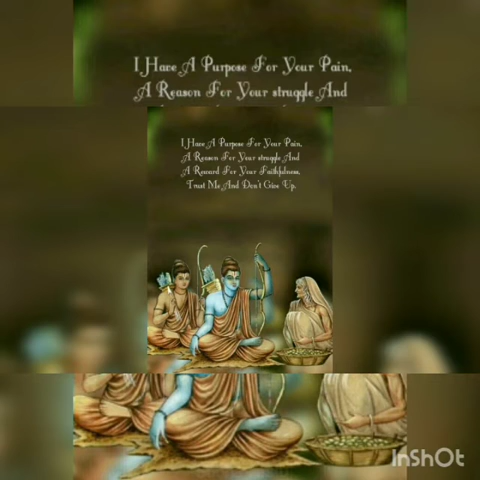 I Have A Purpose For Your Pain,
A Reason For Your struggle And
I Have A Purpose For Your Pain,
A Reason For Your struggle And
A Reward For Your Faithfulness.
Trust Me And Don't Give Up.
InShOt